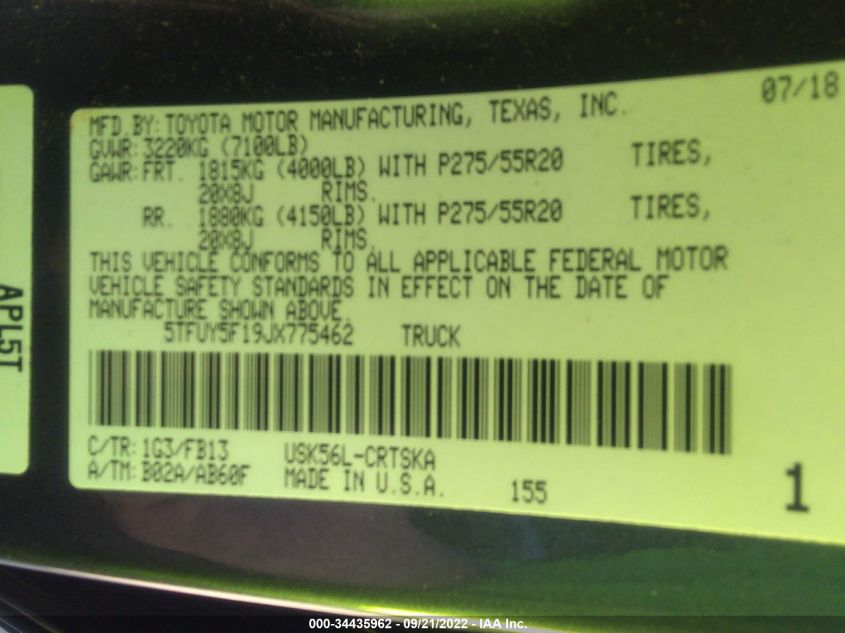 07/18
MFD.BY:TOYOTA MOTOR MANUFACTURING, TEXAS, INC.
GVWR:3220KG (7100LB)
GAWR:FRT. 1815KG (4000LB) WITH P275/55R20 TIRES,
20X8J RIMS.
RR. 1880KG (4150LB) WITH P275/55R20 TIRES,
20X8J RIMS.
THIS VEHICLE CONFORMS TO ALL APPLICABLE FEDERAL MOTOR
VEHICLE SAFETY STANDARDS IN EFFECT ON THE DATE OF
MANUFACTURE SHOWN ABOVE.
5TFUY5F19JX775462 TRUCK
C/TR:1G3/FB13 USK56L-CRTSKA
A/TM:B02A/AB60F MADE IN U.S.A. 155 1
APL5T
000-34435962 - 09/21/2022 - IAA Inc.